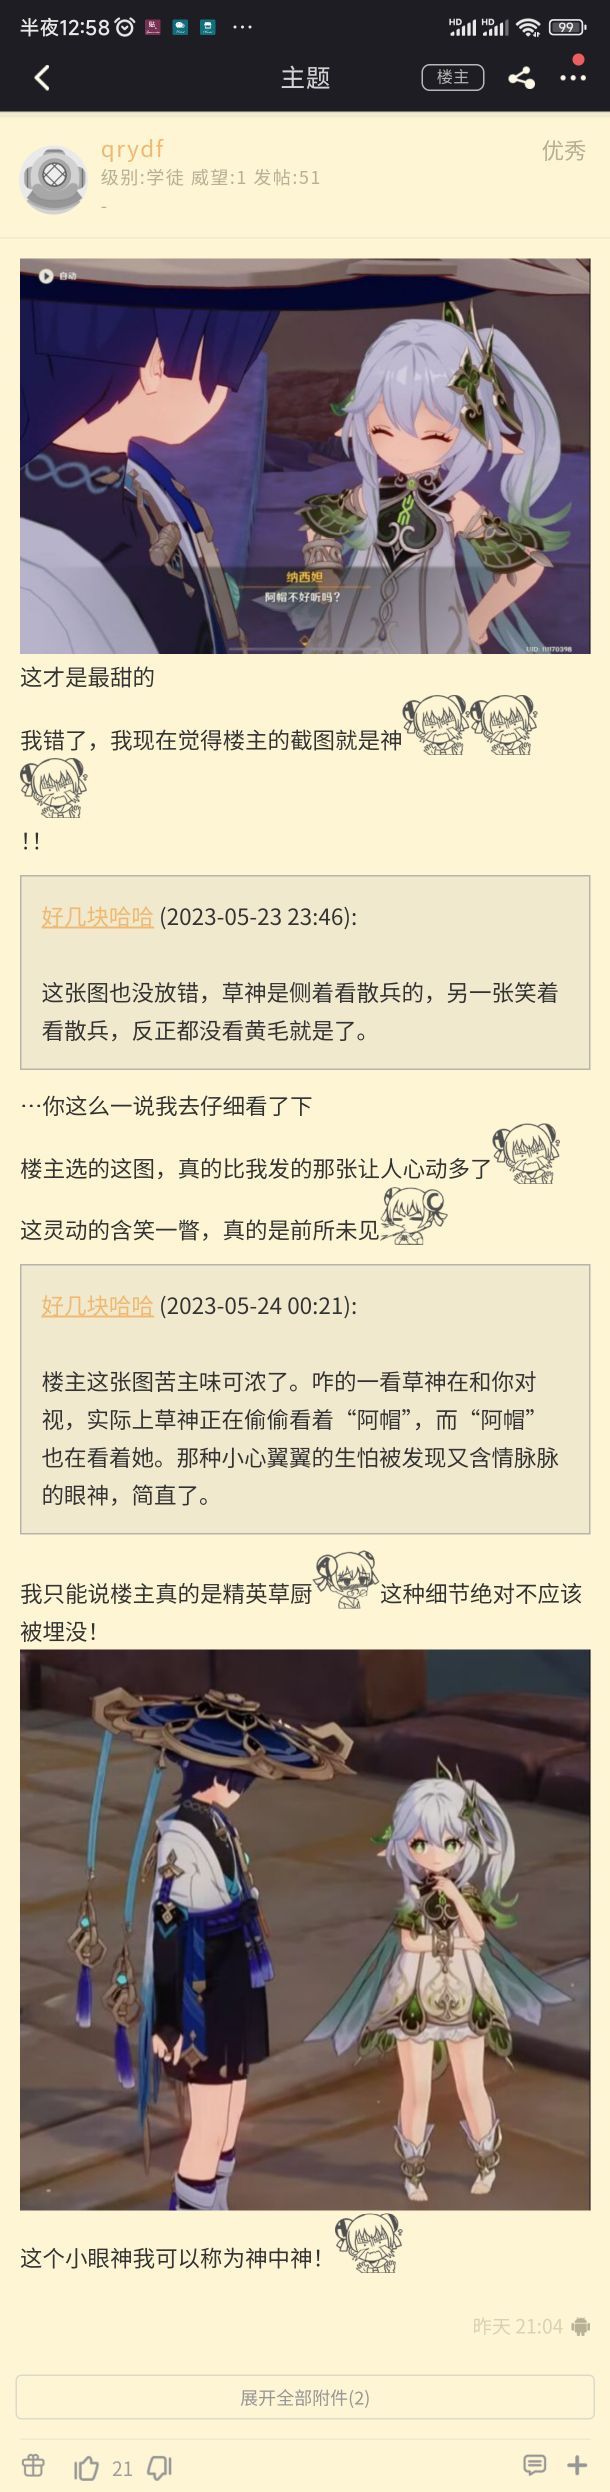 半夜12:58
HD HD 99
主题
楼主
qrydf
优秀
级别:学徒 威望:1 发帖:51
-
自动
纳西妲
阿帽不好听吗？
UID: 111170398
这才是最甜的
我错了，我现在觉得楼主的截图就是神
！！
好几块哈哈 (2023-05-23 23:46):
这张图也没放错，草神是侧着看散兵的，另一张笑着
看散兵，反正都没看黄毛就是了。
…你这么一说我去仔细看了下
楼主选的这图，真的比我发的那张让人心动多了
这灵动的含笑一瞥，真的是前所未见
好几块哈哈 (2023-05-24 00:21):
楼主这张图苦主味可浓了。咋的一看草神在和你对
视，实际上草神正在偷偷看着“阿帽”，而“阿帽”
也在看着她。那种小心翼翼的生怕被发现又含情脉脉
的眼神，简直了。
我只能说楼主真的是精英草厨 这种细节绝对不应该
被埋没！
这个小眼神我可以称为神中神！
昨天 21:04
展开全部附件(2)
21